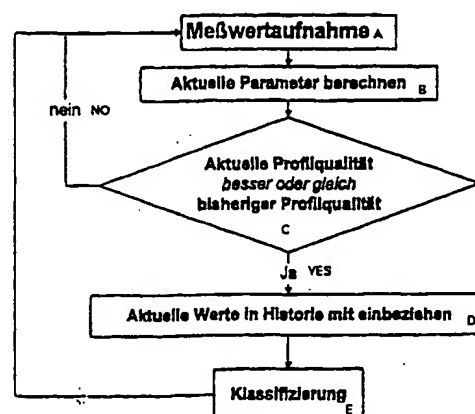 Meßwertaufnahme A
Aktuelle Parameter berechnen B
nein NO
Aktuelle Profilqualität
besser oder gleich
bisheriger Profilqualität
C
Ja YES
Aktuelle Werte in Historie mit einbeziehen D
Klassifizierung E